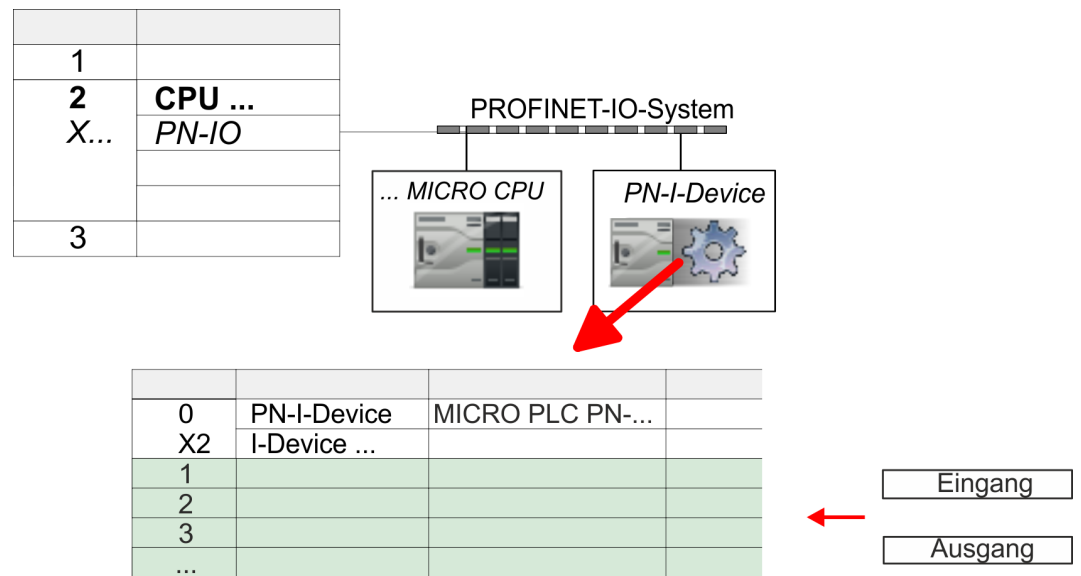 1
2 CPU ...
X... PN-IO
3
PROFINET-IO-System
... MICRO CPU
PN-I-Device
0 PN-I-Device MICRO PLC PN-...
X2 I-Device ...
1
2
3
...
Eingang
Ausgang